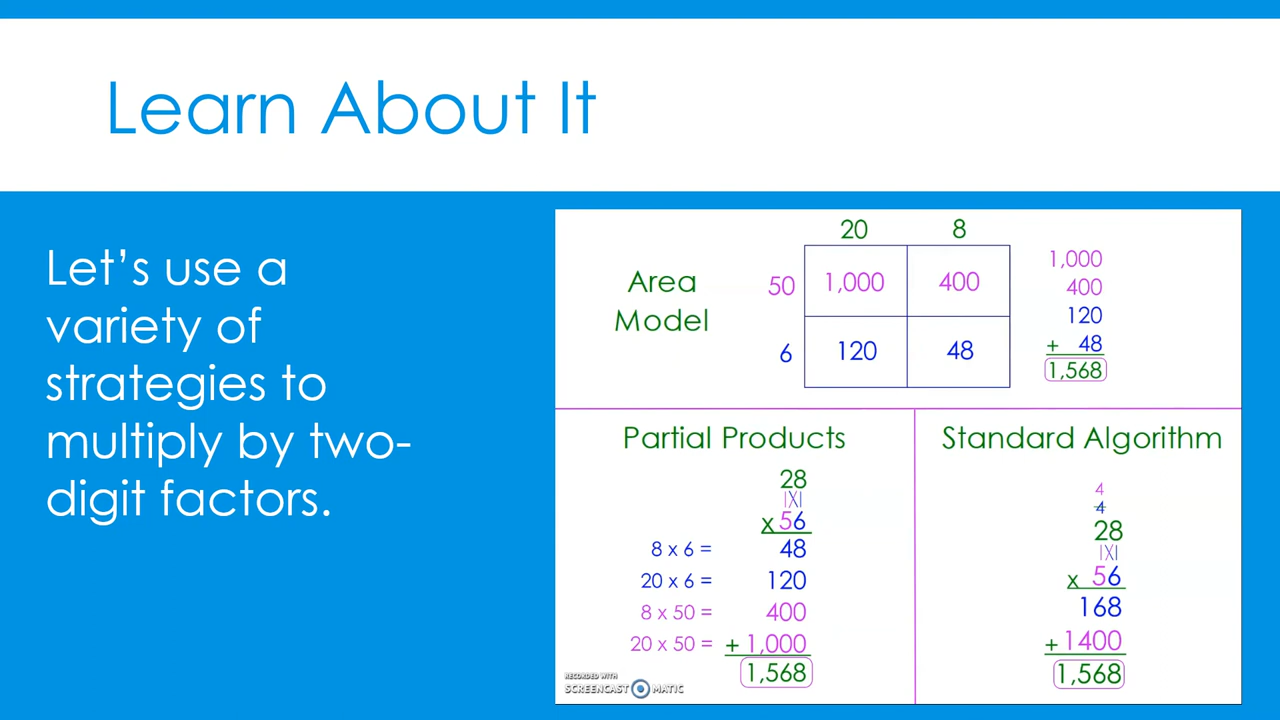 Learn About It
Let’s use a
variety of
strategies to
multiply by two-
digit factors.
Area
Model
20 8
50 1,000 400
6 120 48
1,000
400
120
+ 48
1,568
Partial Products
28
x 56
8 x 6 = 48
20 x 6 = 120
8 x 50 = 400
20 x 50 = + 1,000
1,568
RECORDED WITH
SCREENCAST MATIC
Standard Algorithm
4
4
28
x 56
168
+ 1400
1,568